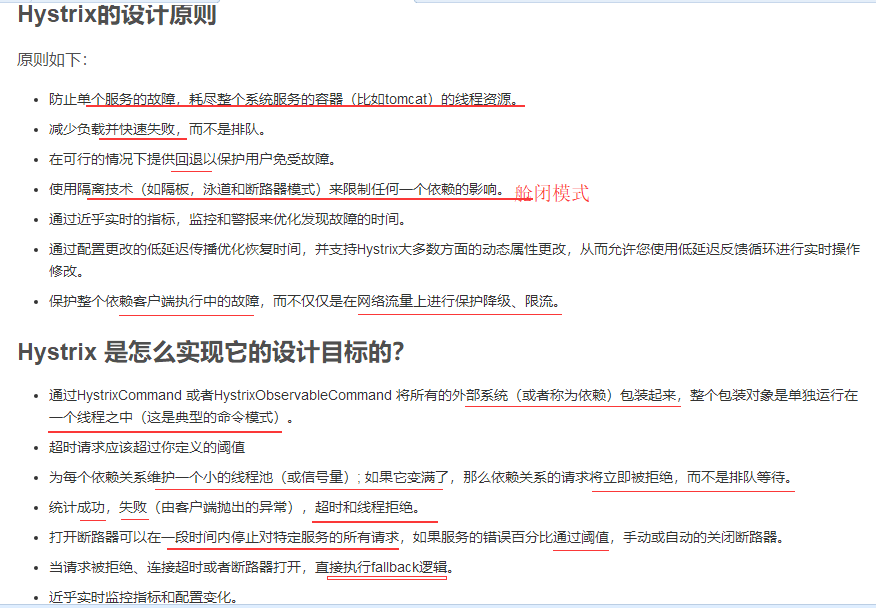 Hystrix的设计原则
原则如下：
防止单个服务的故障，耗尽整个系统服务的容器（比如tomcat）的线程资源。
减少负载并快速失败，而不是排队。
在可行的情况下提供回退以保护用户免受故障。
使用隔离技术（如隔板，泳道和断路器模式）来限制任何一个依赖的影响。 舱闭模式
通过近乎实时的指标，监控和警报来优化发现故障的时间。
通过配置更改的低延迟传播优化恢复时间，并支持Hystrix大多数方面的动态属性更改，从而允许您使用低延迟反馈循环进行实时操作
修改。
保护整个依赖客户端执行中的故障，而不仅仅是在网络流量上进行保护降级、限流。
Hystrix 是怎么实现它的设计目标的？
通过HystrixCommand 或者HystrixObservableCommand 将所有的外部系统（或者称为依赖）包装起来，整个包装对象是单独运行在
一个线程之中（这是典型的命令模式）。
超时请求应该超过你定义的阈值
为每个依赖关系维护一个小的线程池（或信号量）；如果它变满了，那么依赖关系的请求将立即被拒绝，而不是排队等待。
统计成功，失败（由客户端抛出的异常），超时和线程拒绝。
打开断路器可以在一段时间内停止对特定服务的所有请求，如果服务的错误百分比通过阈值，手动或自动的关闭断路器。
当请求被拒绝、连接超时或者断路器打开，直接执行fallback逻辑。
近乎实时监控指标和配置变化。